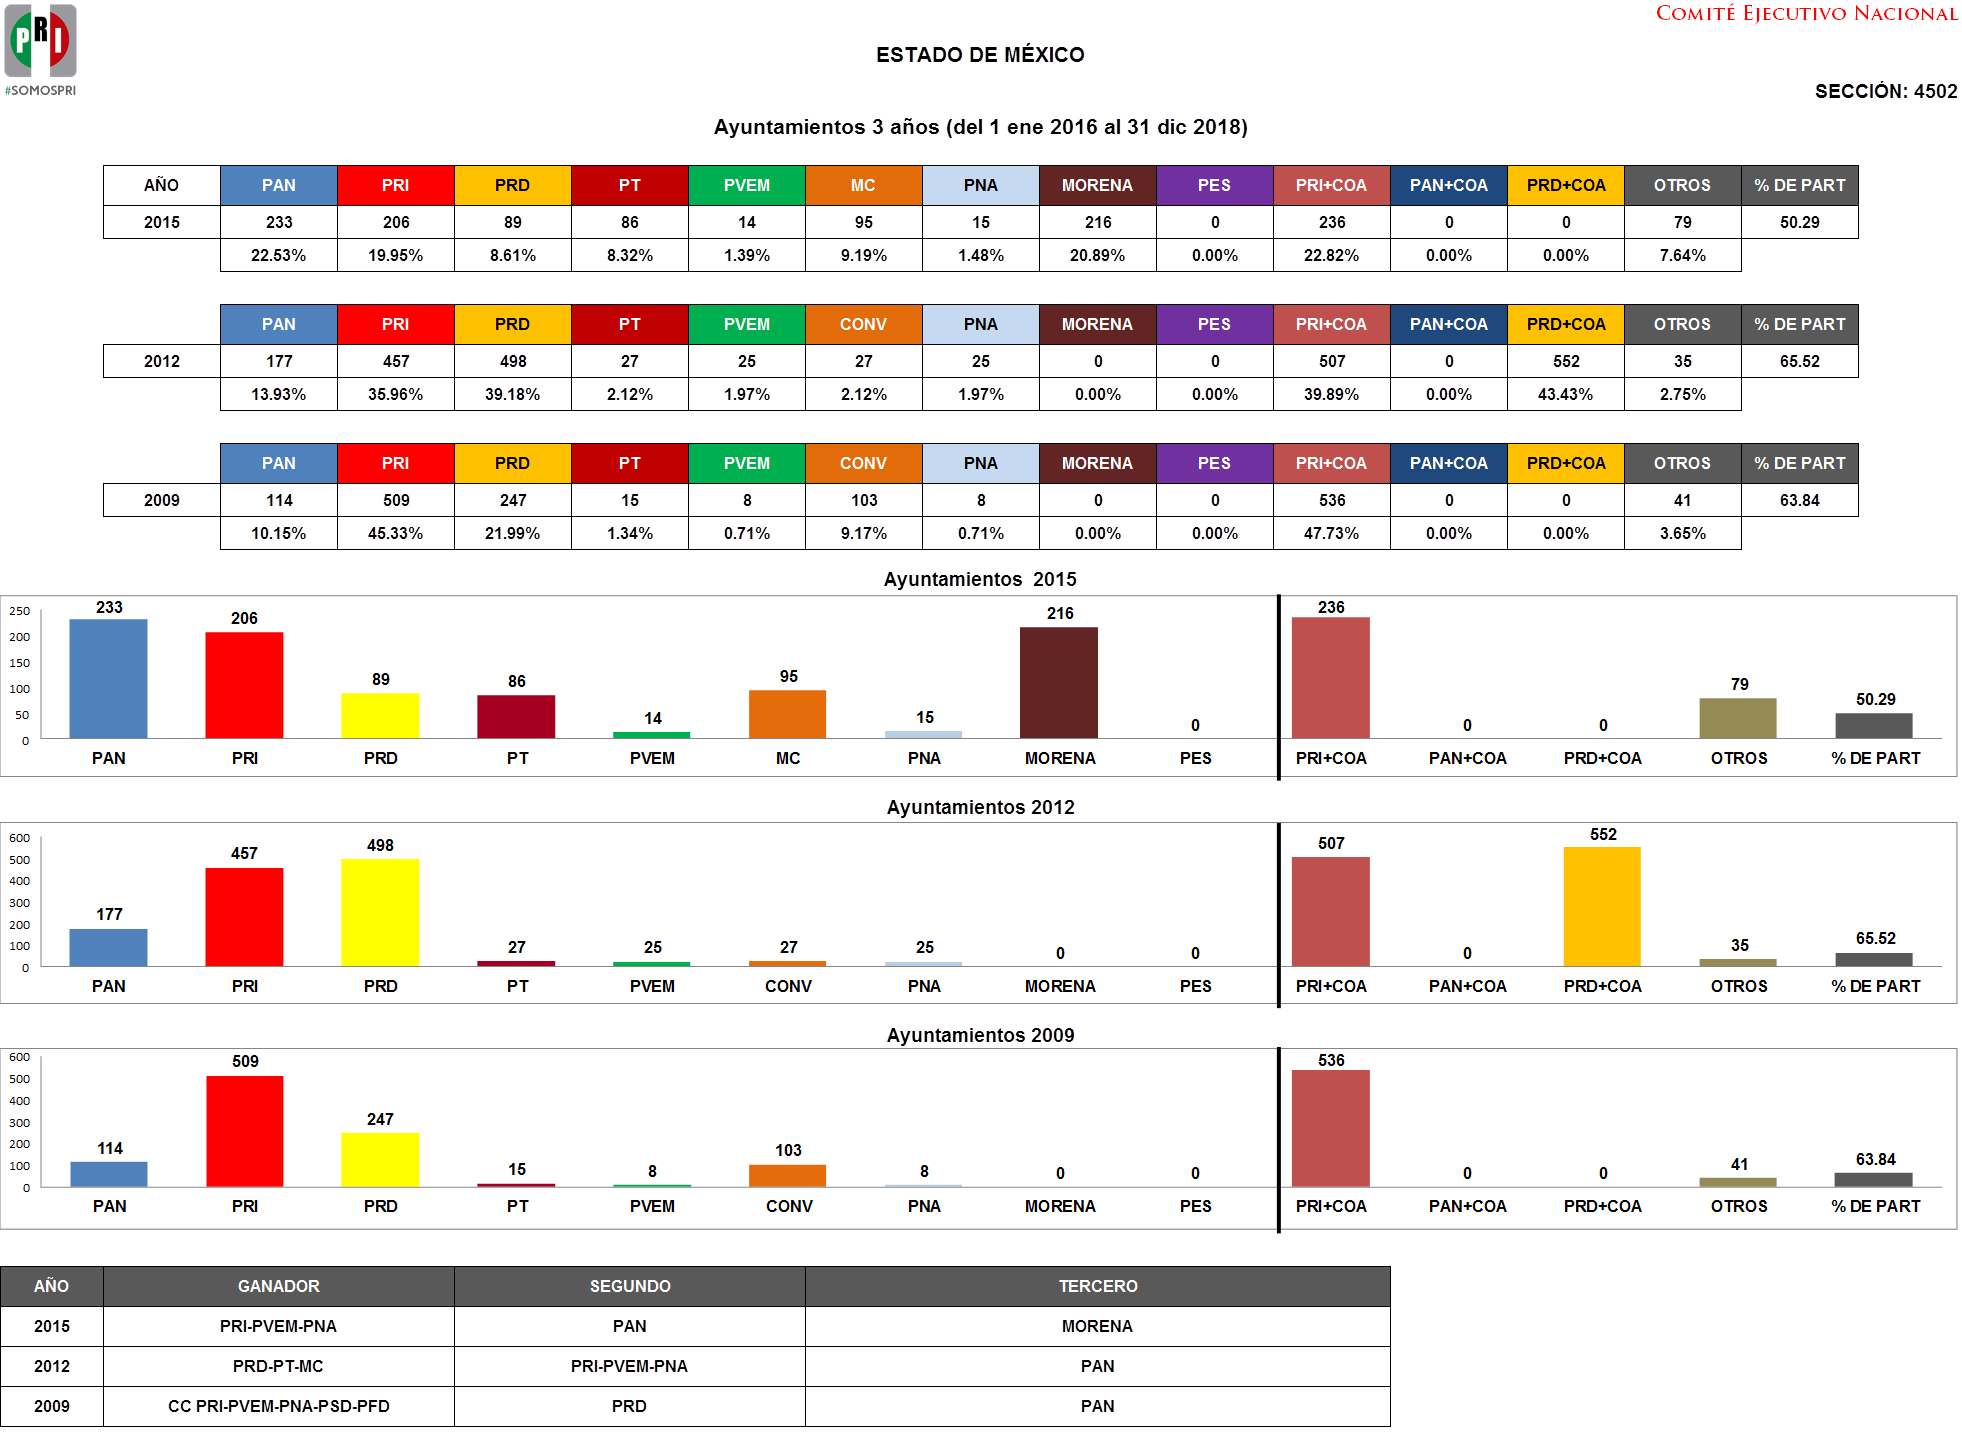 PRI
#SOMOSPRI
COMITÉ EJECUTIVO NACIONAL
ESTADO DE MÉXICO
SECCIÓN: 4502
Ayuntamientos 3 años (del 1 ene 2016 al 31 dic 2018)
AÑO PAN PRI PRD PT PVEM MC PNA MORENA PES PRI+COA PAN+COA PRD+COA OTROS % DE PART
2015 233 206 89 86 14 95 15 216 0 236 0 0 79 50.29
22.53% 19.95% 8.61% 8.32% 1.39% 9.19% 1.48% 20.89% 0.00% 22.82% 0.00% 0.00% 7.64%
PAN PRI PRD PT PVEM CONV PNA MORENA PES PRI+COA PAN+COA PRD+COA OTROS % DE PART
2012 177 457 498 27 25 27 25 0 0 507 0 552 35 65.52
13.93% 35.96% 39.18% 2.12% 1.97% 2.12% 1.97% 0.00% 0.00% 39.89% 0.00% 43.43% 2.75%
PAN PRI PRD PT PVEM CONV PNA MORENA PES PRI+COA PAN+COA PRD+COA OTROS % DE PART
2009 114 509 247 15 8 103 8 0 0 536 0 0 41 63.84
10.15% 45.33% 21.99% 1.34% 0.71% 9.17% 0.71% 0.00% 0.00% 47.73% 0.00% 0.00% 3.65%
Ayuntamientos 2015
250
200
150
100
50
0
233 206 89 86 14 95 15 216 0 236 0 0 79 50.29
PAN PRI PRD PT PVEM MC PNA MORENA PES PRI+COA PAN+COA PRD+COA OTROS % DE PART
Ayuntamientos 2012
600
500
400
300
200
100
0
177 457 498 27 25 27 25 0 0 507 0 552 35 65.52
PAN PRI PRD PT PVEM CONV PNA MORENA PES PRI+COA PAN+COA PRD+COA OTROS % DE PART
Ayuntamientos 2009
600
500
400
300
200
100
0
114 509 247 15 8 103 8 0 0 536 0 0 41 63.84
PAN PRI PRD PT PVEM CONV PNA MORENA PES PRI+COA PAN+COA PRD+COA OTROS % DE PART
AÑO GANADOR SEGUNDO TERCERO
2015 PRI-PVEM-PNA PAN MORENA
2012 PRD-PT-MC PRI-PVEM-PNA PAN
2009 CC PRI-PVEM-PNA-PSD-PFD PRD PAN